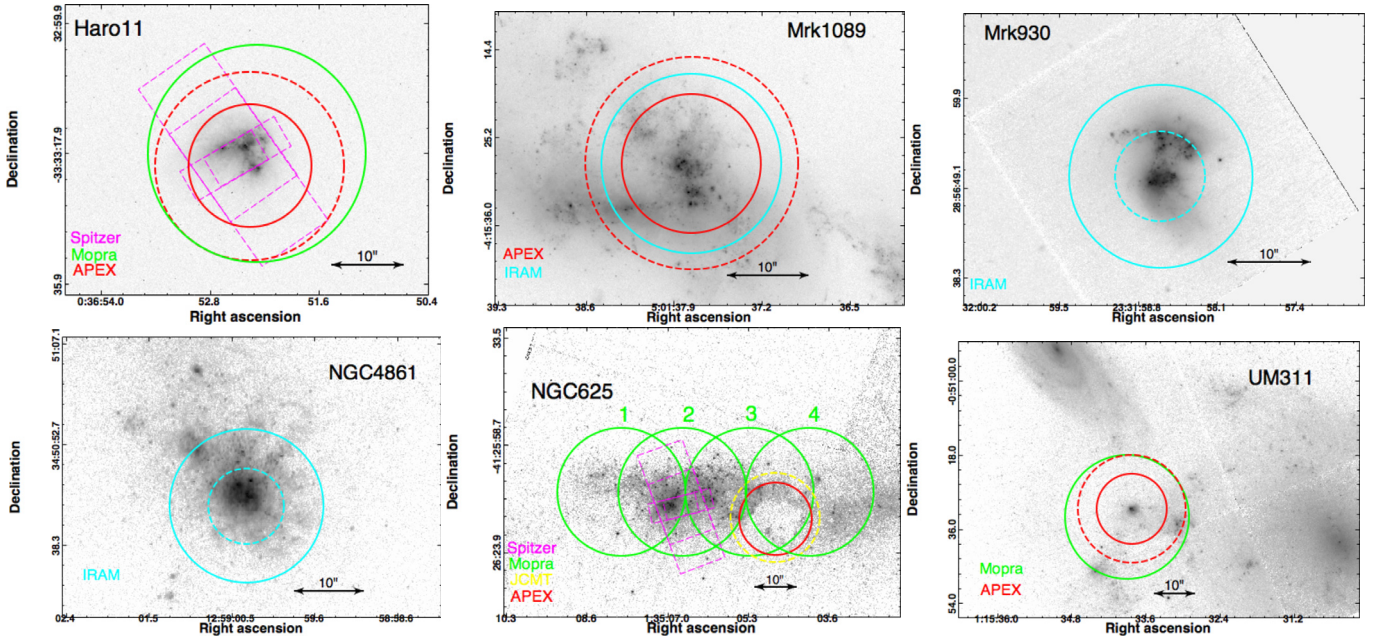 Haro11
Declination
32:59.9
-33:33:17.9
35.9
Spitzer
Mopra
APEX
10"
0:36:54.0 52.8 51.6 50.4
Right ascension
Mrk1089
Declination
14.4
25.2
-4:15:36.0
APEX
IRAM
10"
39.3 38.6 5:01:37.9 37.2 36.5
Right ascension
Mrk930
Declination
59.9
28:56:49.1
38.3
IRAM
10"
32:00.2 59.5 23:31:58.8 58.1 57.4
Right ascension
NGC4861
Declination
51:07.1
34:50:52.7
38.3
IRAM
10"
02.4 01.5 12:59:00.5 59.6 58:58.6
Right ascension
NGC625
Declination
33.5
-41:25:58.7
26:23.9
1 2 3 4
Spitzer
Mopra
JCMT
APEX
10"
10.3 08.6 1:35:07.0 05.3 03.6
Right ascension
UM311
Declination
-0:51:00.0
18.0
36.0
54.0
Mopra
APEX
10"
1:15:36.0 34.8 33.6 32.4 31.2
Right ascension